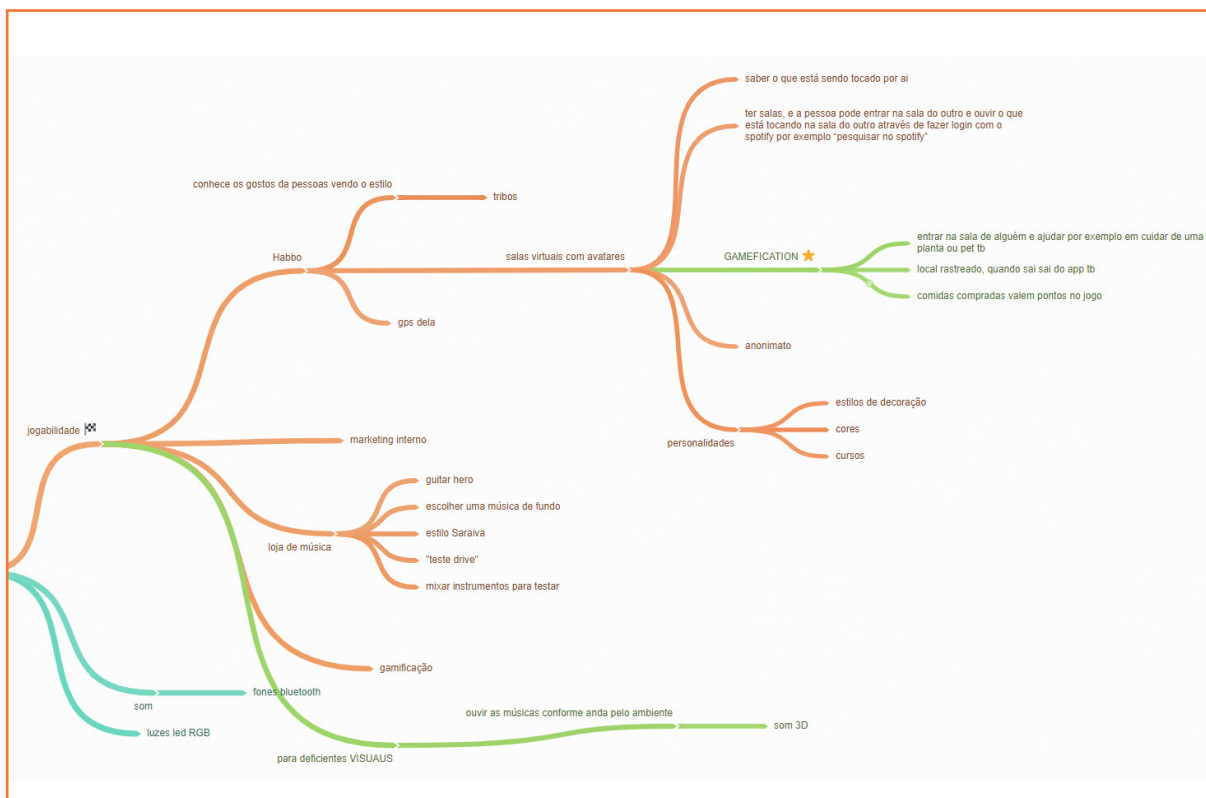 saber o que está sendo tocado por ai
ter salas, e a pessoa pode entrar na sala do outro e ouvir o que
está tocando na sala do outro através de fazer login com o
spotify por exemplo “pesquisar no spotify”
conhece os gostos da pessoas vendo o estilo
tribos
Habbo
salas virtuais com avatares
GAMEFICATION
entrar na sala de alguém e ajudar por exemplo em cuidar de uma
planta ou pet tb
local rastreado, quando sai sai do app tb
comidas compradas valem pontos no jogo
gps dela
anonimato
personalidades
estilos de decoração
cores
cursos
jogabilidade
marketing interno
loja de música
guitar hero
escolher uma música de fundo
estilo Saraiva
"teste drive"
mixar instrumentos para testar
gamificação
som
fones bluetooth
luzes led RGB
para deficientes VISUAUS
ouvir as músicas conforme anda pelo ambiente
som 3D